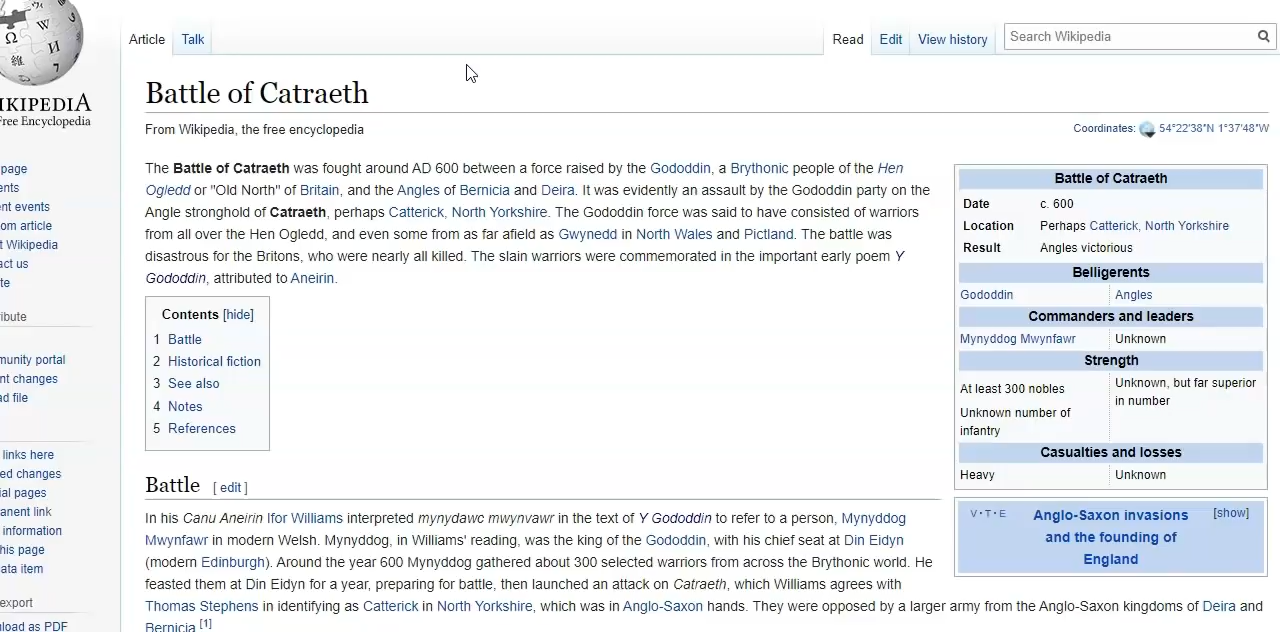 Article Talk Read Edit View history Search Wikipedia
IKIPEDIA
Free Encyclopedia
page
ents
ent events
om article
t Wikipedia
act us
te
ibute
munity portal
nt changes
ad file
links here
ed changes
ial pages
anent link
information
his page
ata item
export
nload as PDF
Battle of Catraeth
From Wikipedia, the free encyclopedia
Coordinates: 54°22′38″N 1°37′48″W
The Battle of Catraeth was fought around AD 600 between a force raised by the Gododdin, a Brythonic people of the Hen
Ogledd or "Old North" of Britain, and the Angles of Bernicia and Deira. It was evidently an assault by the Gododdin party on the
Angle stronghold of Catraeth, perhaps Catterick, North Yorkshire. The Gododdin force was said to have consisted of warriors
from all over the Hen Ogledd, and even some from as far afield as Gwynedd in North Wales and Pictland. The battle was
disastrous for the Britons, who were nearly all killed. The slain warriors were commemorated in the important early poem Y
Gododdin, attributed to Aneirin.
Contents [hide]
1 Battle
2 Historical fiction
3 See also
4 Notes
5 References
Battle of Catraeth
Date c. 600
Location Perhaps Catterick, North Yorkshire
Result Angles victorious
Belligerents
Gododdin Angles
Commanders and leaders
Mynyddog Mwynfawr Unknown
Strength
At least 300 nobles
Unknown number of
infantry
Unknown, but far superior
in number
Casualties and losses
Heavy Unknown
V • T • E Anglo-Saxon invasions [show]
and the founding of
England
Battle [ edit ]
In his Canu Aneirin Ifor Williams interpreted mynydawc mwynvawr in the text of Y Gododdin to refer to a person, Mynyddog
Mwynfawr in modern Welsh. Mynyddog, in Williams' reading, was the king of the Gododdin, with his chief seat at Din Eidyn
(modern Edinburgh). Around the year 600 Mynyddog gathered about 300 selected warriors from across the Brythonic world. He
feasted them at Din Eidyn for a year, preparing for battle, then launched an attack on Catraeth, which Williams agrees with
Thomas Stephens in identifying as Catterick in North Yorkshire, which was in Anglo-Saxon hands. They were opposed by a larger army from the Anglo-Saxon kingdoms of Deira and
Bernicia.[1]